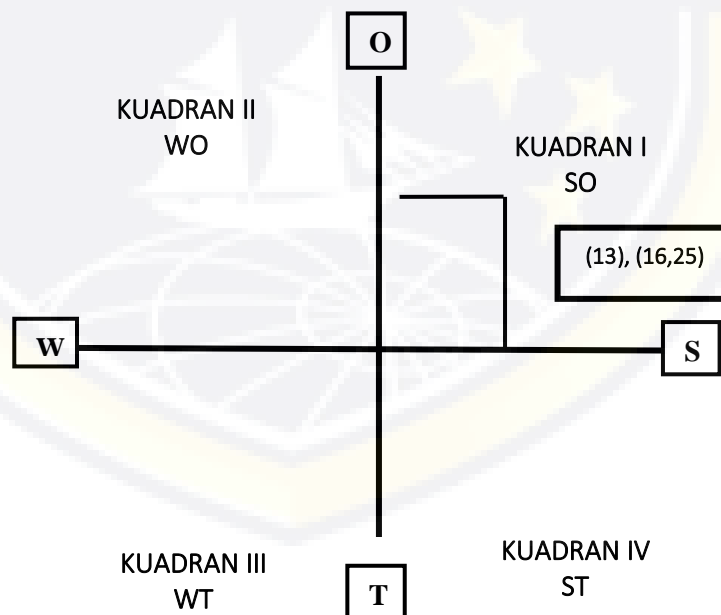 O
KUADRAN II
WO
KUADRAN I
SO
(13), (16,25)
W
S
KUADRAN III
WT
KUADRAN IV
ST
T